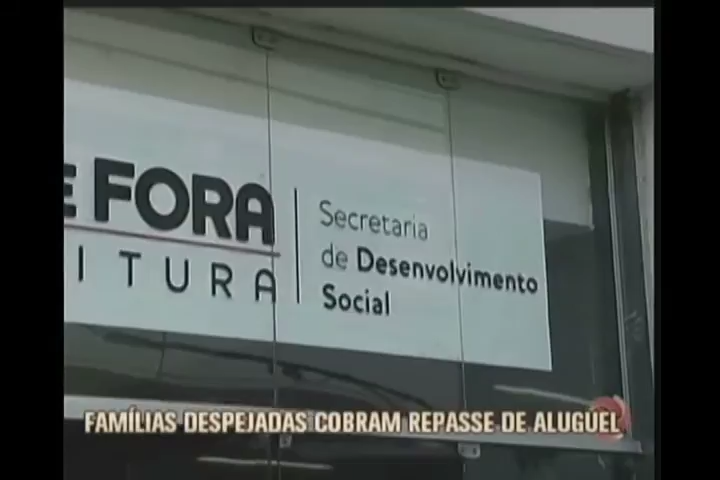 E FORA
ITURA
Secretaria
de Desenvolvimento
Social
FAMÍLIAS DESPEJADAS COBRAM REPASSE DE ALUGUEL